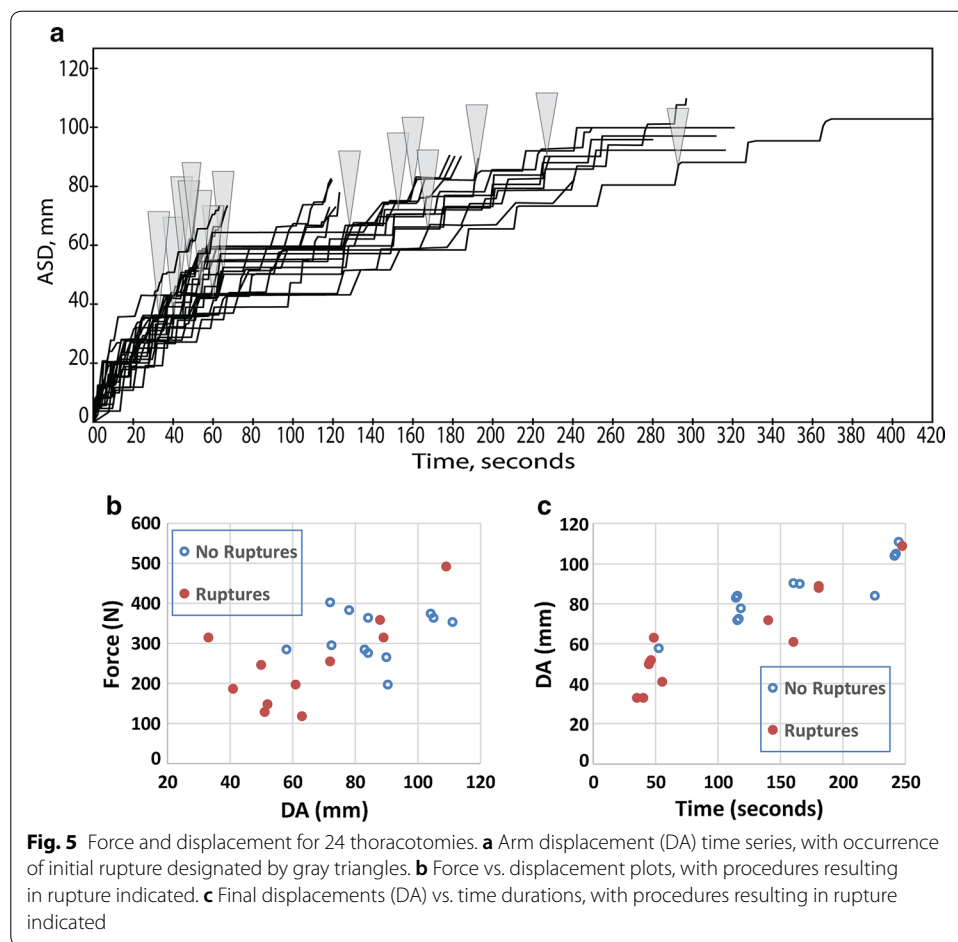 a
120
100
80
60
40
20
0
ASD, mm
00 20 40 60 80 100 120 140 160 180 200 220 240 260 280 300 320 340 360 380 400 420
Time, seconds
b
600
500
400
300
200
100
0
Force (N)
No Ruptures
Ruptures
20 40 60 80 100 120
DA (mm)
c
120
100
80
60
40
20
0
DA (mm)
No Ruptures
Ruptures
0 50 100 150 200 250
Time (seconds)
Fig. 5 Force and displacement for 24 thoracotomies. a Arm displacement (DA) time series, with occurrence
of initial rupture designated by gray triangles. b Force vs. displacement plots, with procedures resulting
in rupture indicated. c Final displacements (DA) vs. time durations, with procedures resulting in rupture
indicated